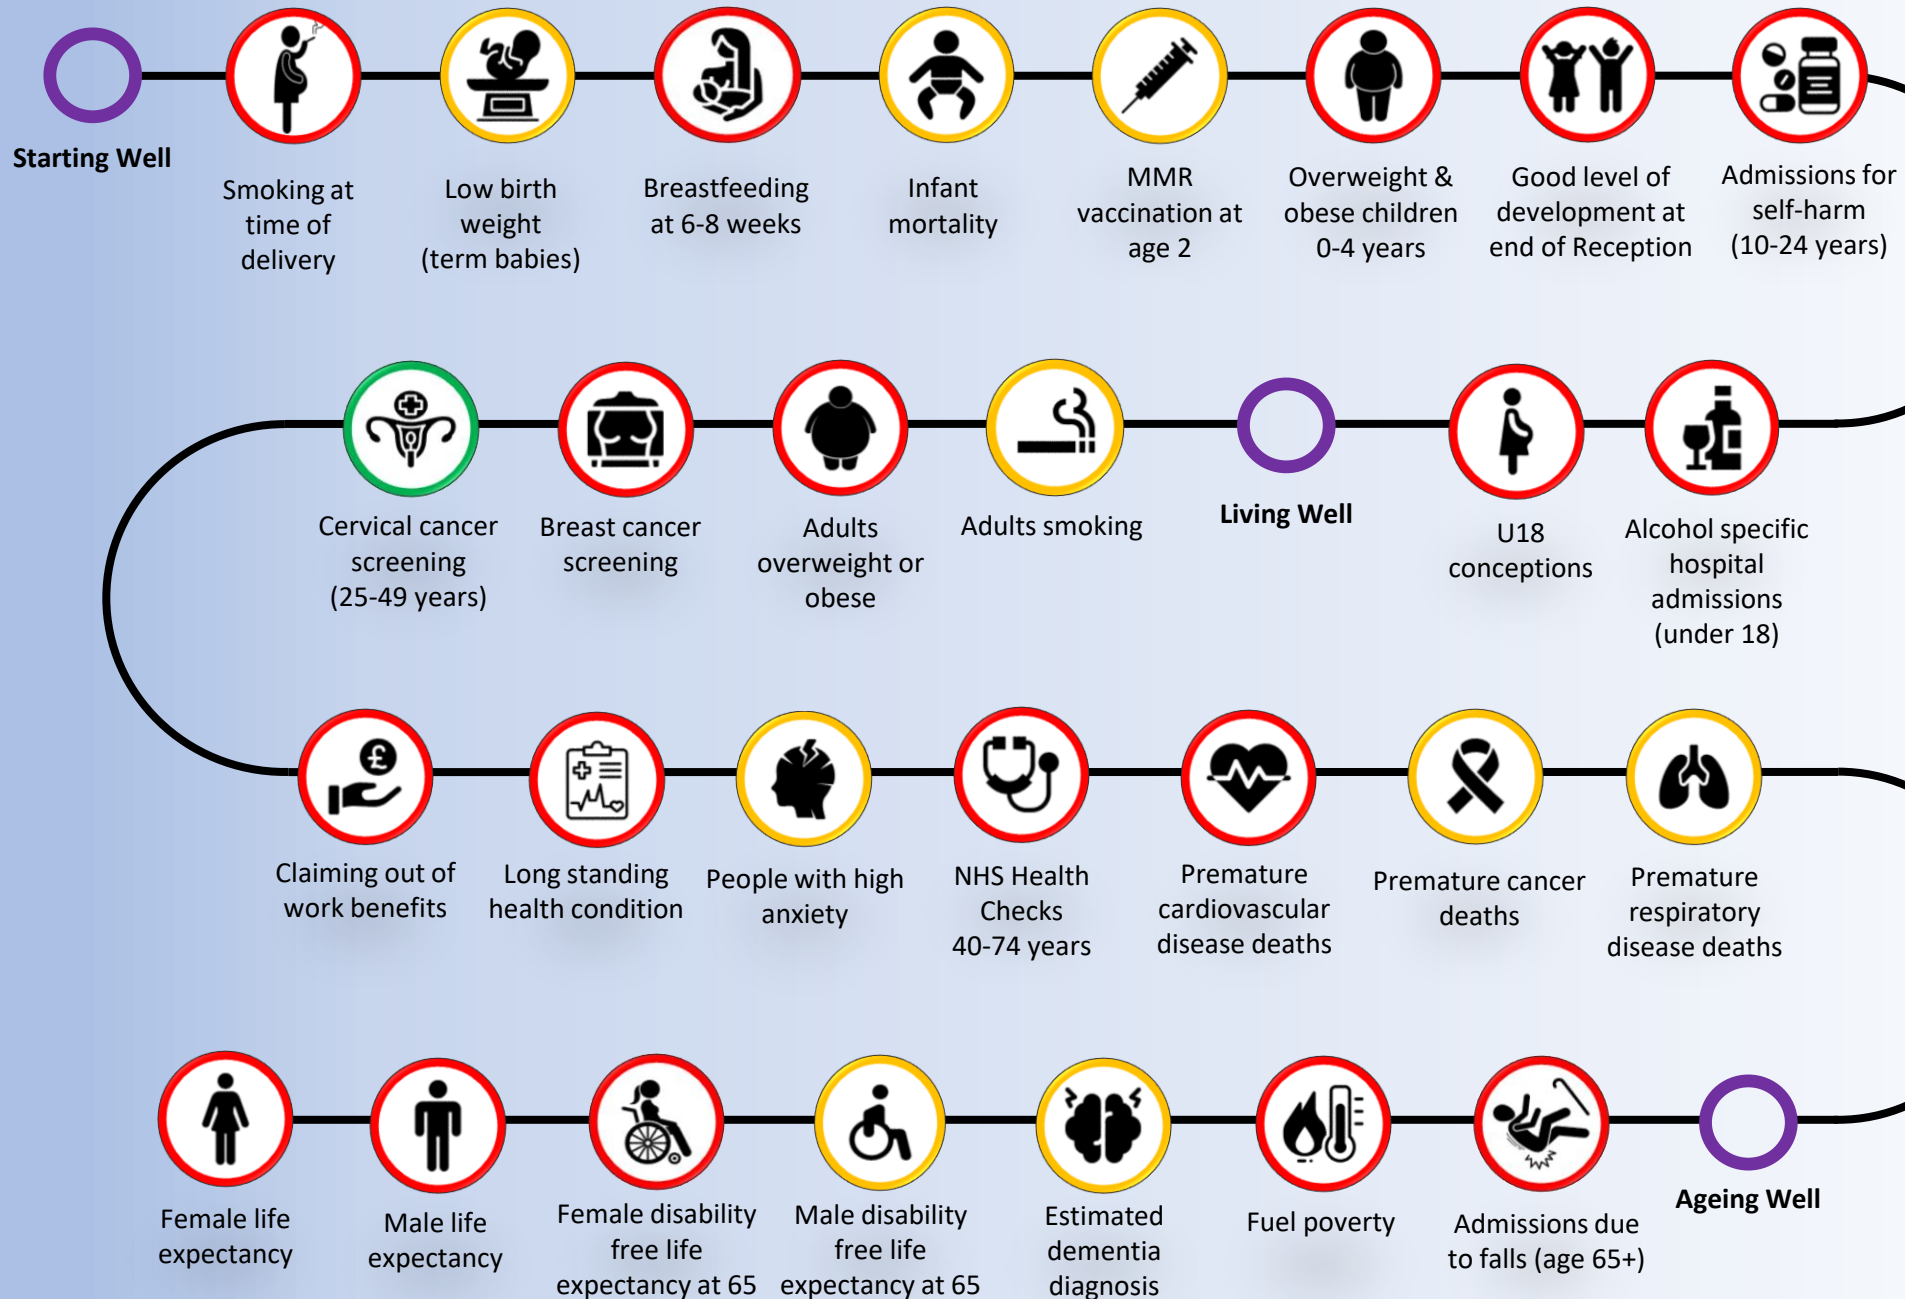 Starting Well
Smoking at
time of
delivery
Low birth
weight
(term babies)
Breastfeeding
at 6-8 weeks
Infant
mortality
MMR
vaccination at
age 2
Overweight &
obese children
0-4 years
Good level of
development at
end of Reception
Admissions for
self-harm
(10-24 years)
Cervical cancer
screening
(25-49 years)
Breast cancer
screening
Adults
overweight or
obese
Adults smoking
Living Well
U18
conceptions
Alcohol specific
hospital
admissions
(under 18)
£
Claiming out of
work benefits
Long standing
health condition
People with high
anxiety
NHS Health
Checks
40-74 years
Premature
cardiovascular
disease deaths
Premature cancer
deaths
Premature
respiratory
disease deaths
Female life
expectancy
Male life
expectancy
Female disability
free life
expectancy at 65
Male disability
free life
expectancy at 65
Estimated
dementia
diagnosis
Fuel poverty
Admissions due
to falls (age 65+)
Ageing Well